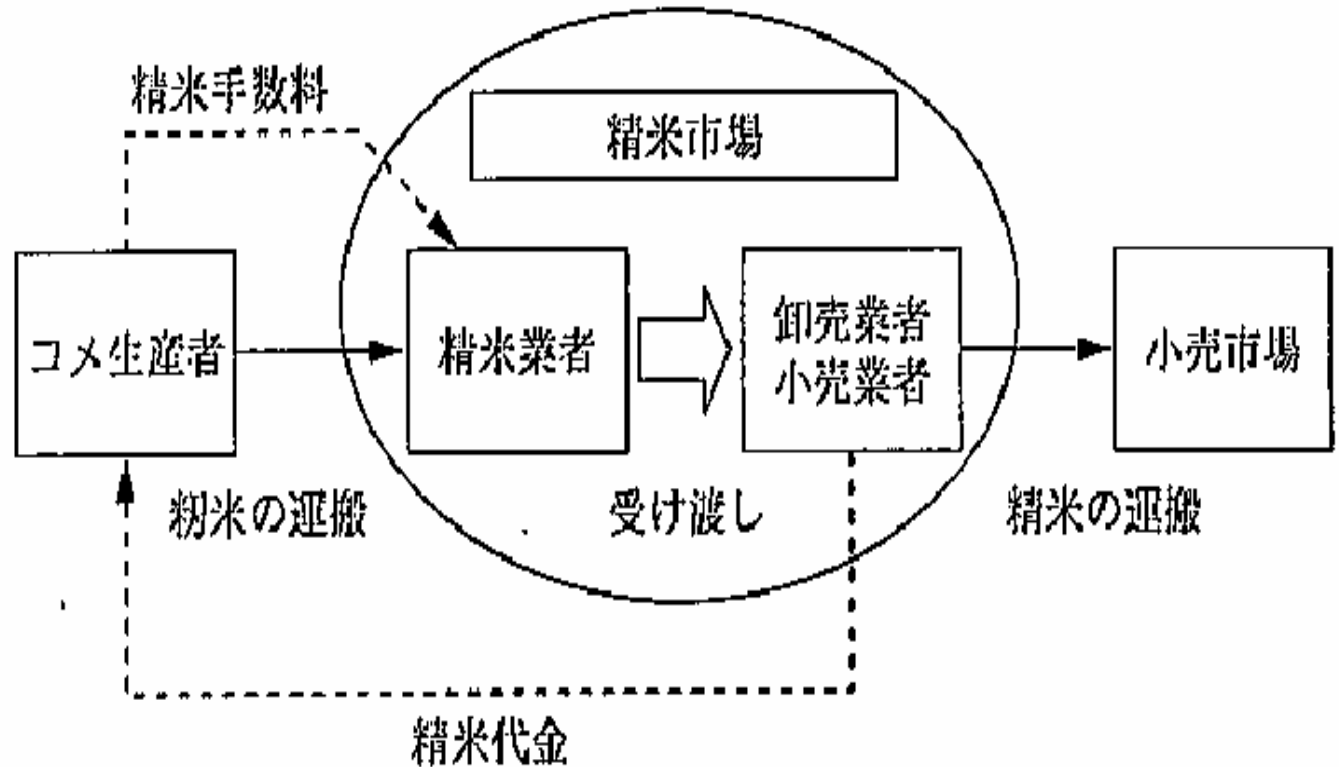 精米手数料
精米市場
コメ生産者
精米業者
卸売業者
小売業者
小売市場
籾米の運搬
受け渡し
精米の運搬
精米代金